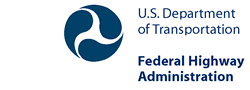 U.S. Department
of Transportation
Federal Highway
Administration